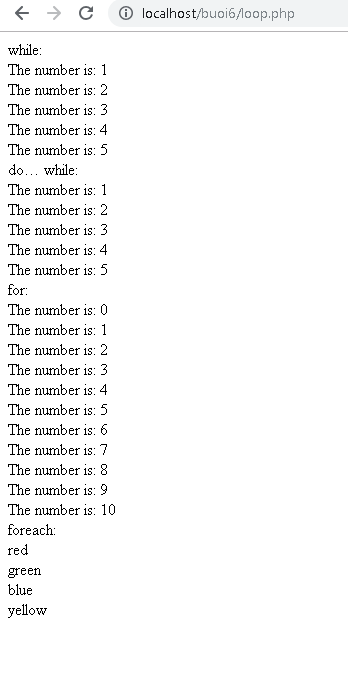 localhost/buoi6/loop.php
while:
The number is: 1
The number is: 2
The number is: 3
The number is: 4
The number is: 5
do… while:
The number is: 1
The number is: 2
The number is: 3
The number is: 4
The number is: 5
for:
The number is: 0
The number is: 1
The number is: 2
The number is: 3
The number is: 4
The number is: 5
The number is: 6
The number is: 7
The number is: 8
The number is: 9
The number is: 10
foreach:
red
green
blue
yellow